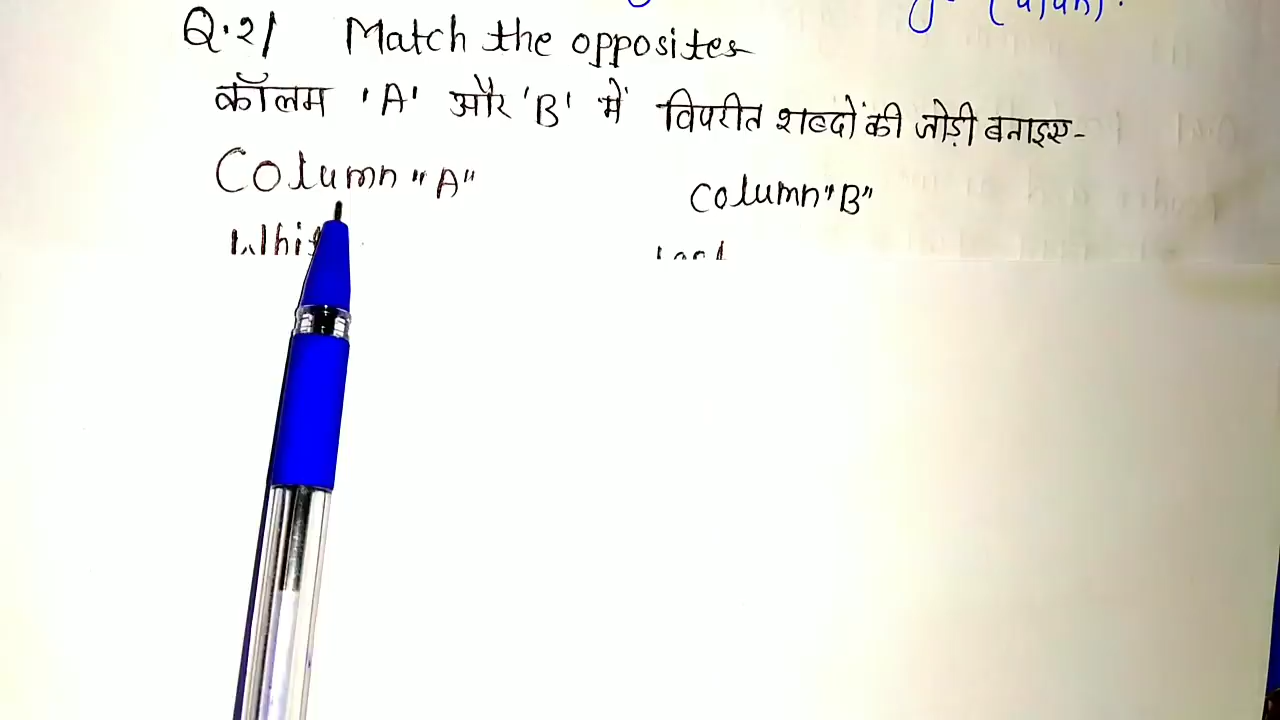 Q.2/ Match the opposites
कॉलम 'A' और 'B' में विपरीत शब्दों की जोड़ी बनाइए-
Column "A" Column "B"